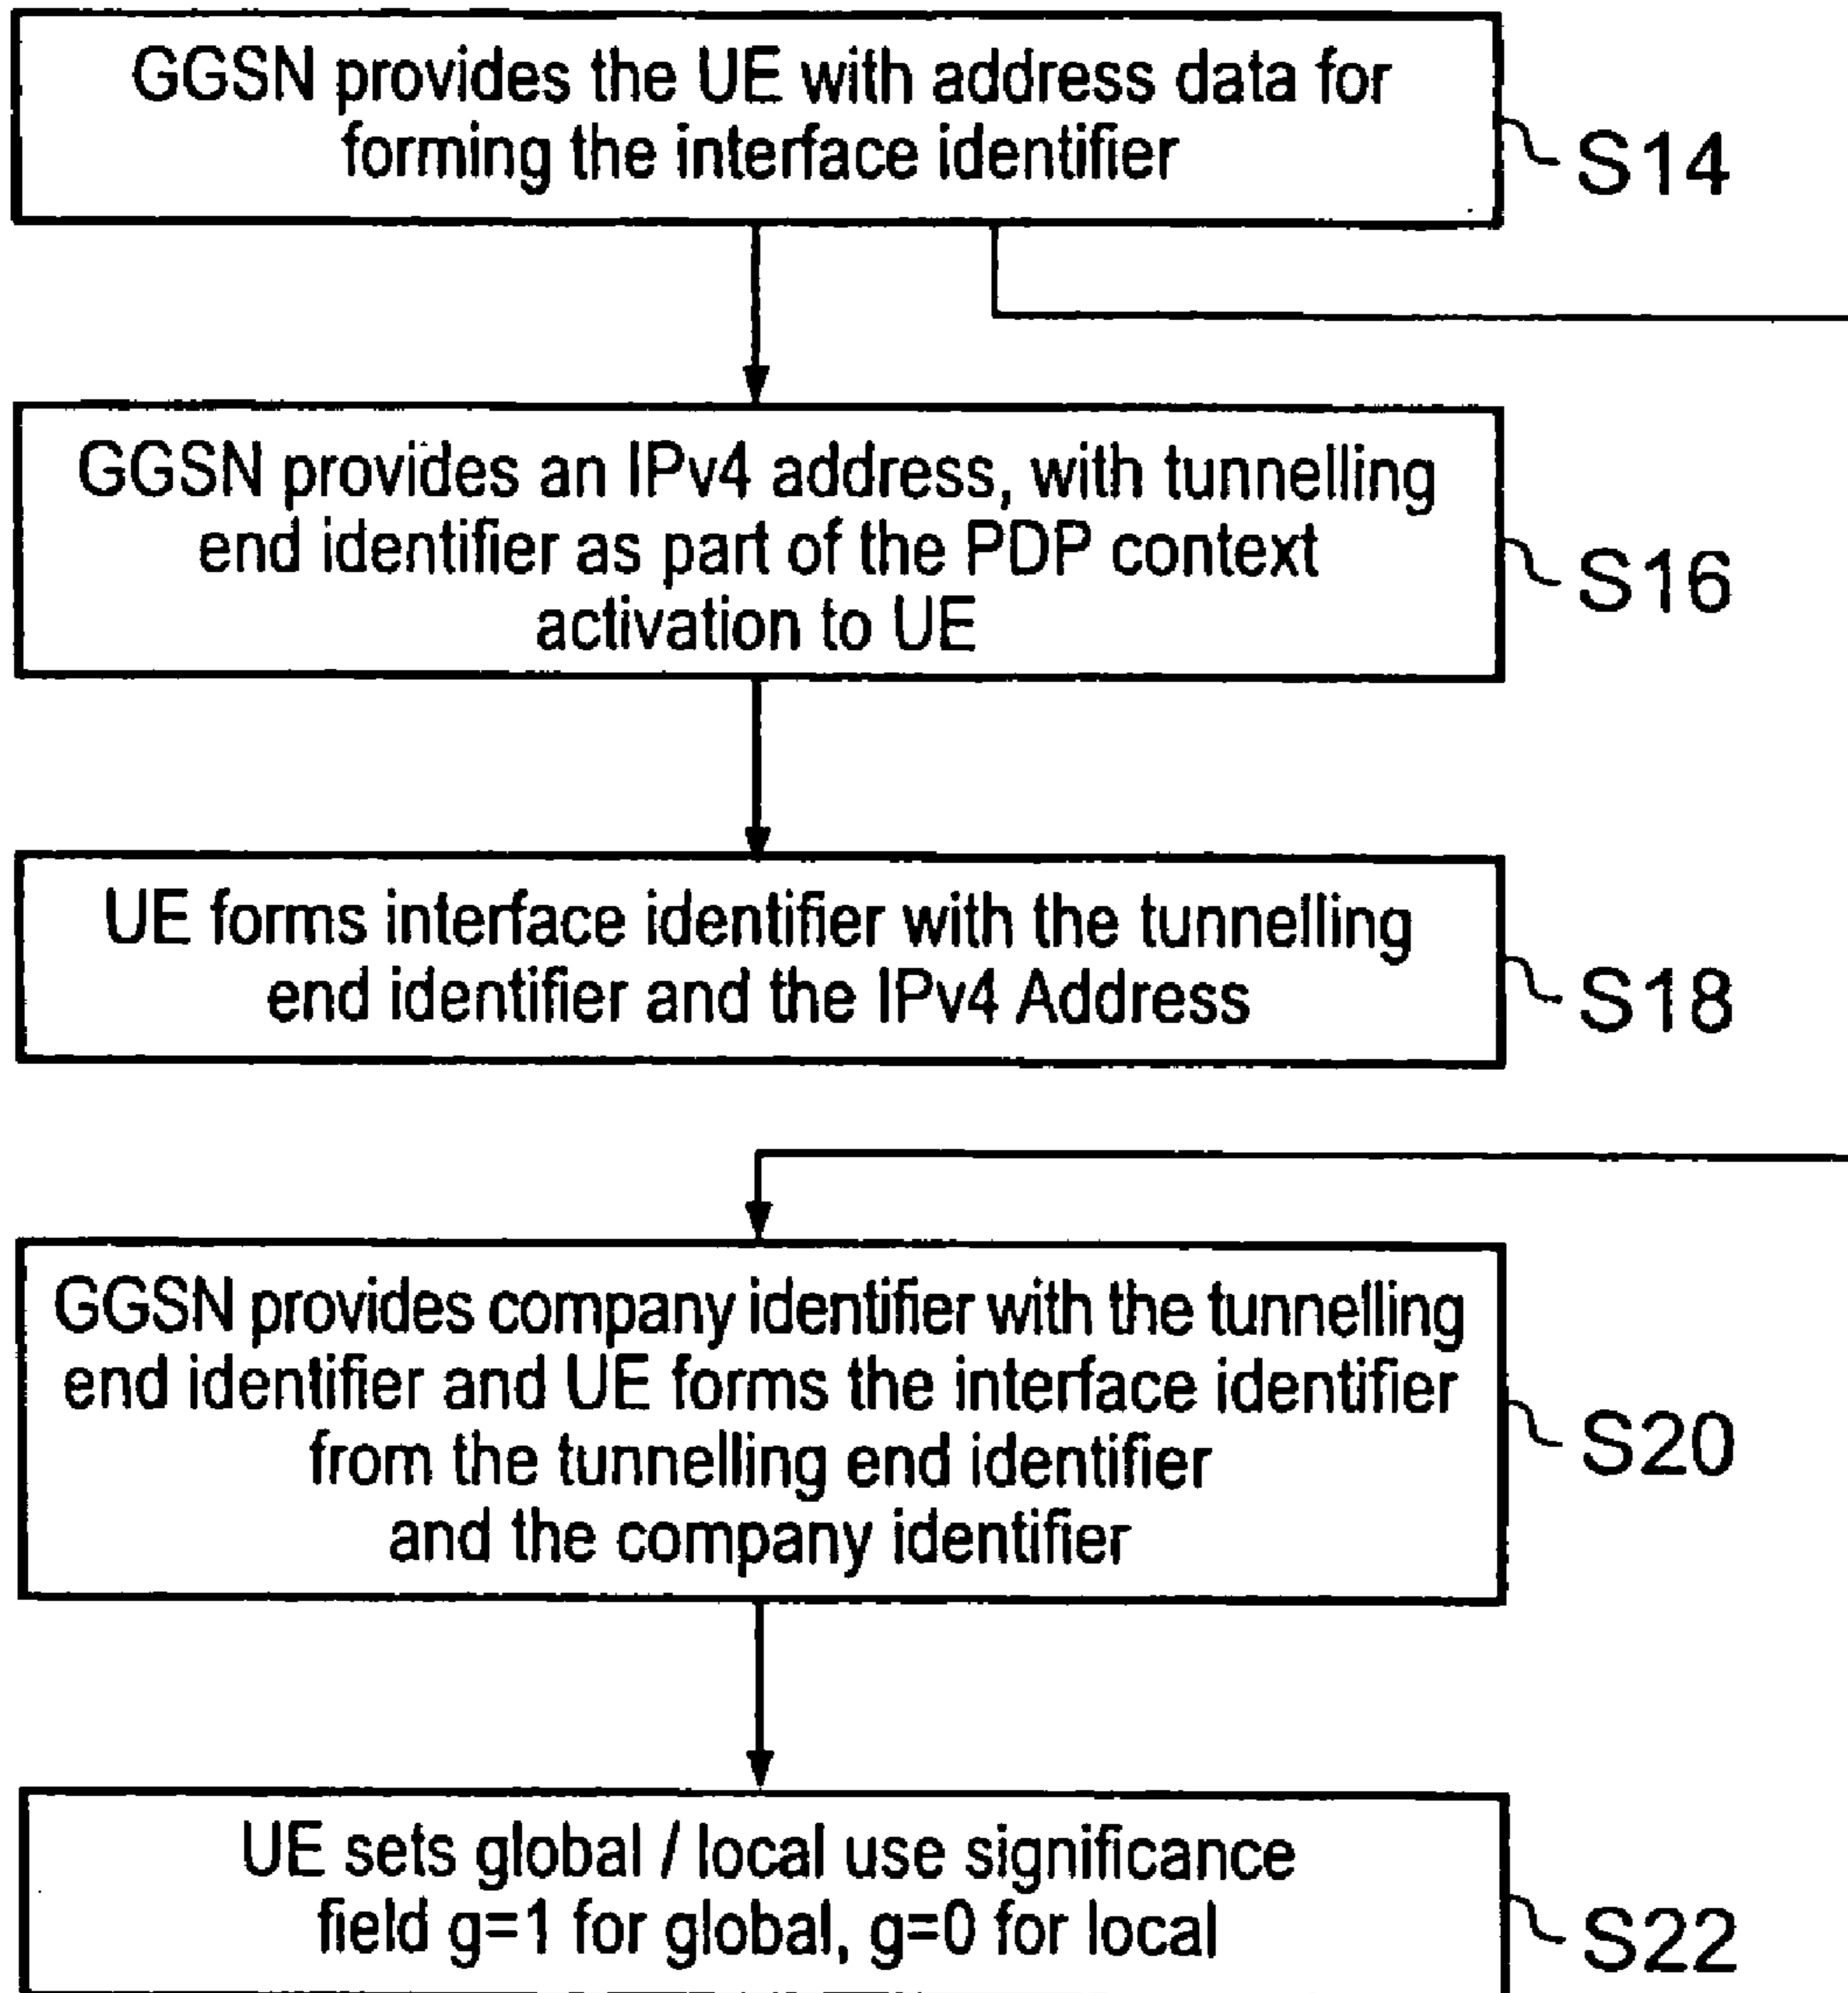 GGSN provides the UE with address data for
forming the interface identifier
S14
GGSN provides an IPv4 address, with tunnelling
end identifier as part of the PDP context
activation to UE
S16
UE forms interface identifier with the tunnelling
end identifier and the IPv4 Address
S18
GGSN provides company identifier with the tunnelling
end identifier and UE forms the interface identifier
from the tunnelling end identifier
and the company identifier
S20
UE sets global / local use significance
field g=1 for global, g=0 for local
S22